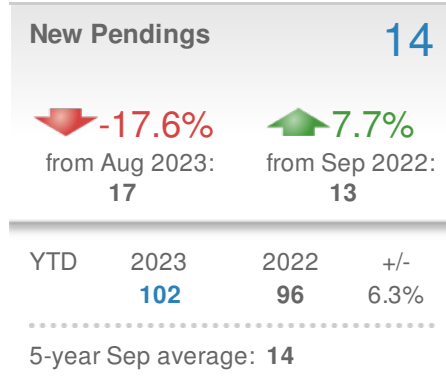 New Pendings 14
-17.6% 7.7%
from Aug 2023: from Sep 2022:
17 13
YTD 2023 2022 +/-
102 96 6.3%
5-year Sep average: 14